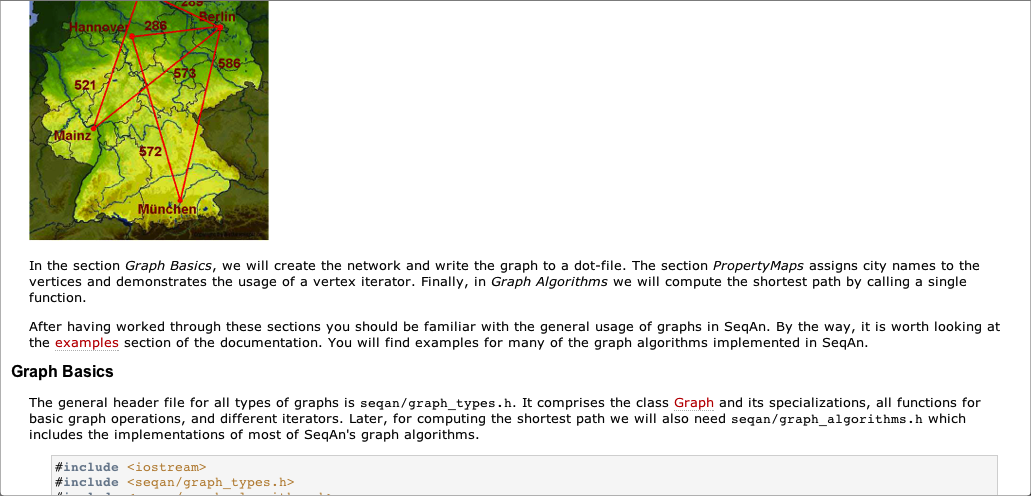 289
Berlin
Hannover 286
586
573
521
Mainz
572
München
In the section Graph Basics, we will create the network and write the graph to a dot-file. The section PropertyMaps assigns city names to the
vertices and demonstrates the usage of a vertex iterator. Finally, in Graph Algorithms we will compute the shortest path by calling a single
function.
After having worked through these sections you should be familiar with the general usage of graphs in SeqAn. By the way, it is worth looking at
the examples section of the documentation. You will find examples for many of the graph algorithms implemented in SeqAn.
Graph Basics
The general header file for all types of graphs is seqan/graph_types.h. It comprises the class Graph and its specializations, all functions for
basic graph operations, and different iterators. Later, for computing the shortest path we will also need seqan/graph_algorithms.h which
includes the implementations of most of SeqAn's graph algorithms.
#include <iostream>
#include <seqan/graph_types.h>